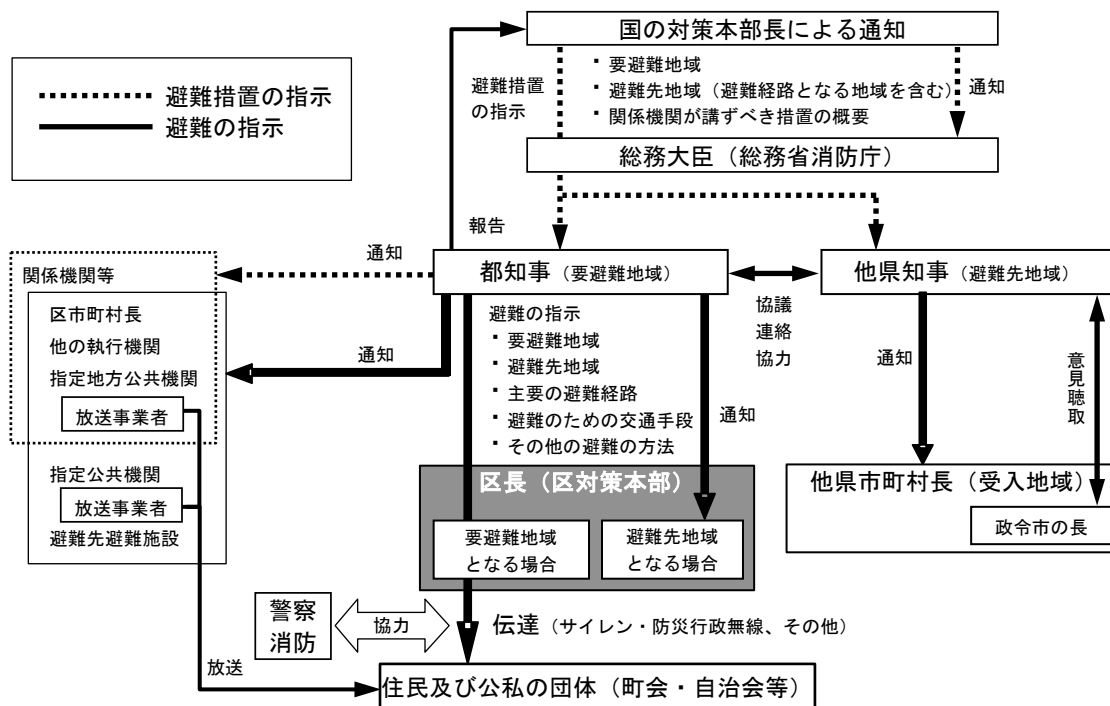 国の対策本部長による通知
避難措置の指示
避難の指示
避難措置
の指示
・要避難地域
・避難先地域（避難経路となる地域を含む）
・関係機関が講ずべき措置の概要
通知
総務大臣（総務省消防庁）
報告
通知
関係機関等
都知事（要避難地域）
他県知事（避難先地域）
区市町村長
他の執行機関
指定地方公共機関
放送事業者
通知
避難の指示
・要避難地域
・避難先地域
・主要の避難経路
・避難のための交通手段
・その他の避難の方法
通知
協議
連絡
協力
通知
意見聴取
指定公共機関
放送事業者
避難先避難施設
区長（区対策本部）
要避難地域
となる場合
避難先地域
となる場合
他県市町村長（受入地域）
政令市の長
警察
消防
協力
伝達（サイレン・防災行政無線、その他）
放送
住民及び公私の団体（町会・自治会等）